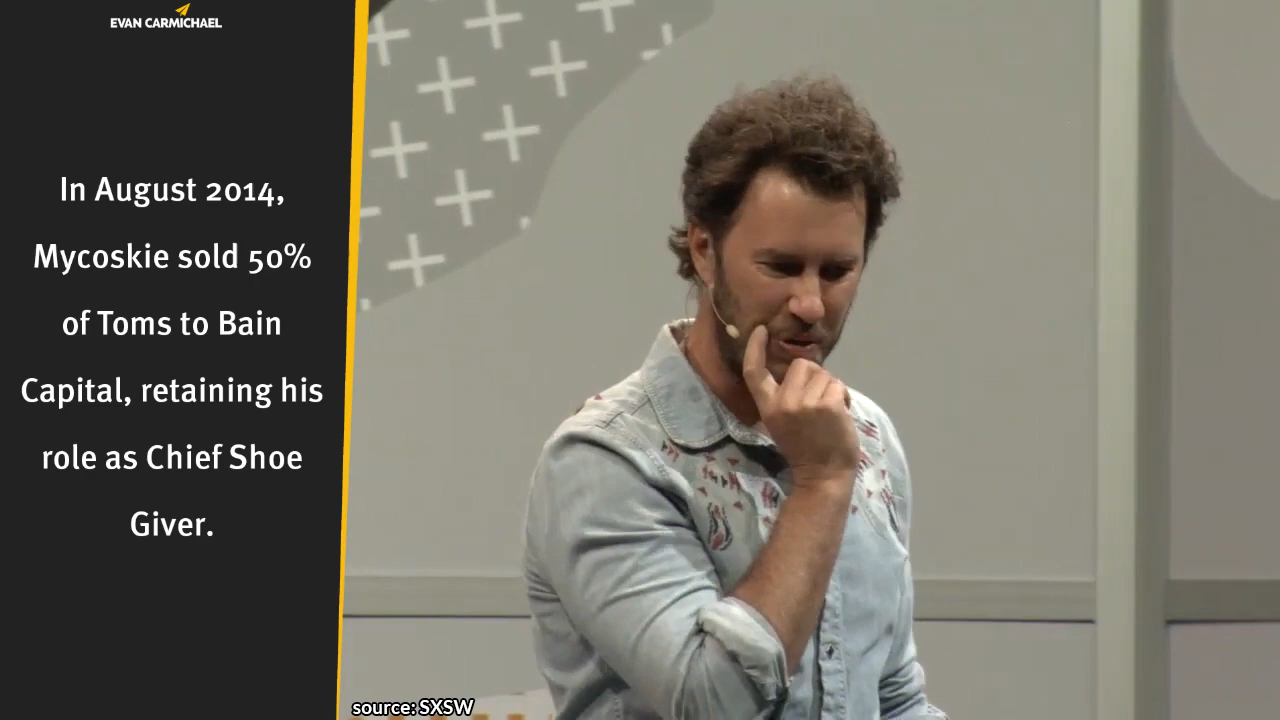 EVAN CARMICHAEL
In August 2014,
Mycoskie sold 50%
of Toms to Bain
Capital, retaining his
role as Chief Shoe
Giver.
source: SXSW